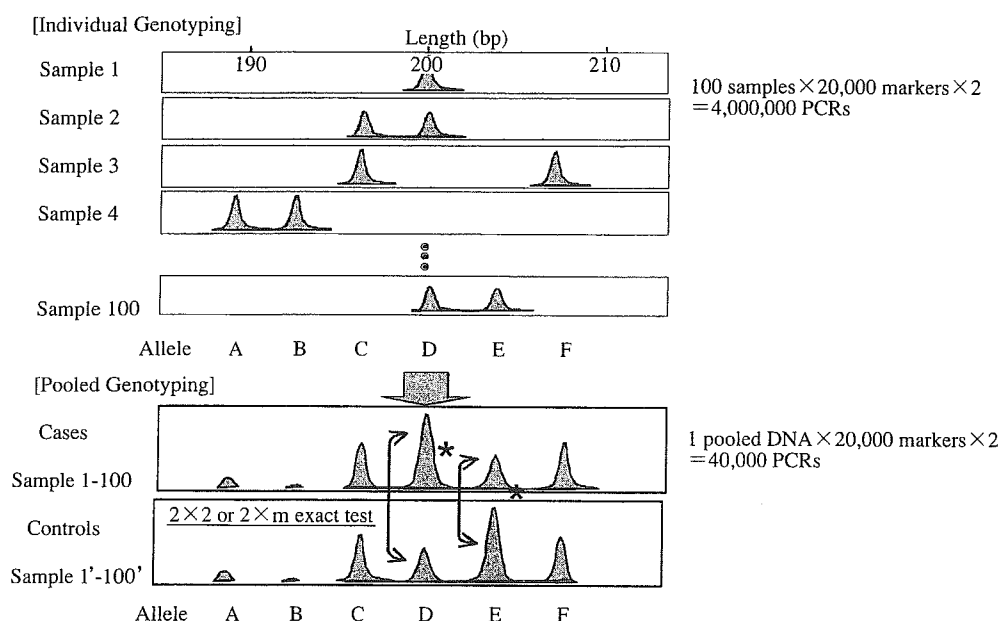 [Individual Genotyping]
Length (bp)
190 200 210
Sample 1
100 samples×20,000 markers×2
=4,000,000 PCRs
Sample 2
Sample 3
Sample 4
Sample 100
Allele A B C D E F
[Pooled Genotyping]
Cases
*
1 pooled DNA×20,000 markers×2
=40,000 PCRs
Sample 1-100
*
2×2 or 2×m exact test
Controls
Sample 1'-100'
Allele A B C D E F